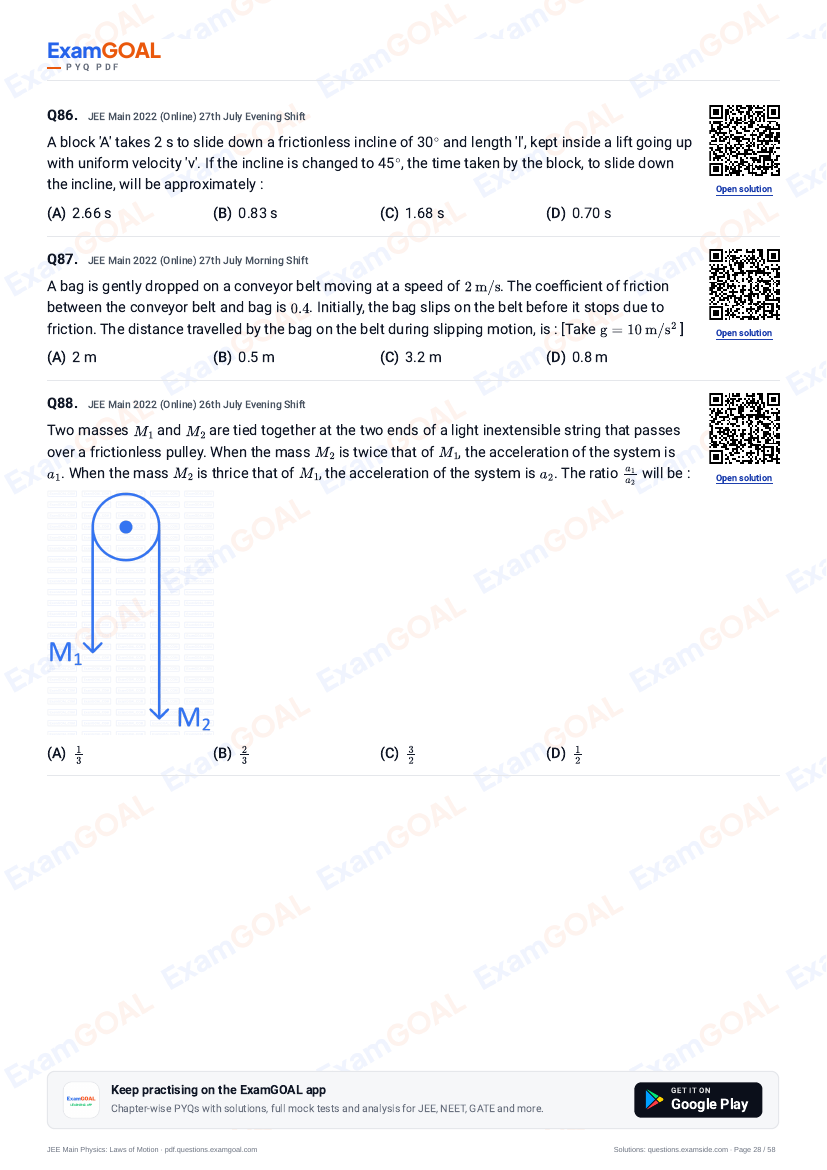 ExamGOAL
PYQ PDF
Q86. JEE Main 2022 (Online) 27th July Evening Shift
A block 'A' takes 2 s to slide down a frictionless incline of 30° and length 'l', kept inside a lift going up
with uniform velocity 'v'. If the incline is changed to 45°, the time taken by the block, to slide down
the incline, will be approximately :
Open solution
(A) 2.66 s (B) 0.83 s (C) 1.68 s (D) 0.70 s
Q87. JEE Main 2022 (Online) 27th July Morning Shift
A bag is gently dropped on a conveyor belt moving at a speed of 2 m/s. The coefficient of friction
between the conveyor belt and bag is 0.4. Initially, the bag slips on the belt before it stops due to
friction. The distance travelled by the bag on the belt during slipping motion, is : [Take g = 10 m/s² ]
Open solution
(A) 2 m (B) 0.5 m (C) 3.2 m (D) 0.8 m
Q88. JEE Main 2022 (Online) 26th July Evening Shift
Two masses M₁ and M₂ are tied together at the two ends of a light inextensible string that passes
over a frictionless pulley. When the mass M₂ is twice that of M₁, the acceleration of the system is
a₁. When the mass M₂ is thrice that of M₁, the acceleration of the system is a₂. The ratio a₁/a₂ will be :
Open solution
M₁
M₂
(A) 1/3 (B) 2/3 (C) 3/2 (D) 1/2
ExamGOAL
Keep practising on the ExamGOAL app
Chapter-wise PYQs with solutions, full mock tests and analysis for JEE, NEET, GATE and more.
GET IT ON
Google Play
JEE Main Physics: Laws of Motion · pdf.questions.examgoal.com
Solutions: questions.examside.com · Page 28 / 58